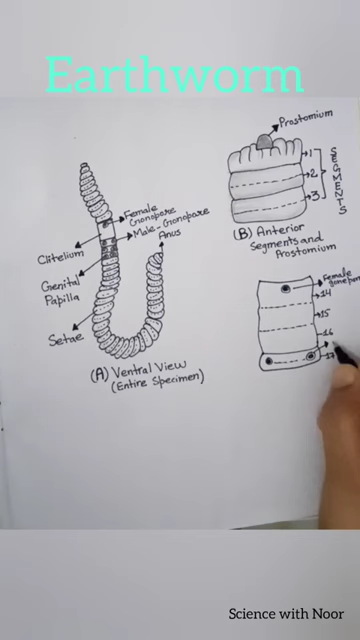 Earthworm
Prostomium
1
2
3
SEGMENTS
(B) Anterior
Segments and
Prostomium
Female
Gonopore
Male-Gonopore
Anus
Clitelium
Genital
Papilla
Setae
(A) Ventral View
(Entire Specimen)
Female
14
15
16
17
Science with Noor